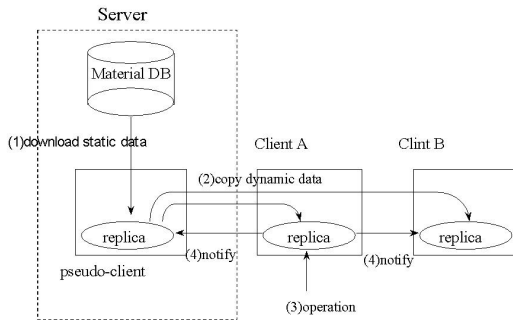 Server
Material DB
(1)download static data
Client A
Clint B
(2)copy dynamic data
replica
replica
replica
(4)notify
(4)notify
pseudo-client
(3)operation